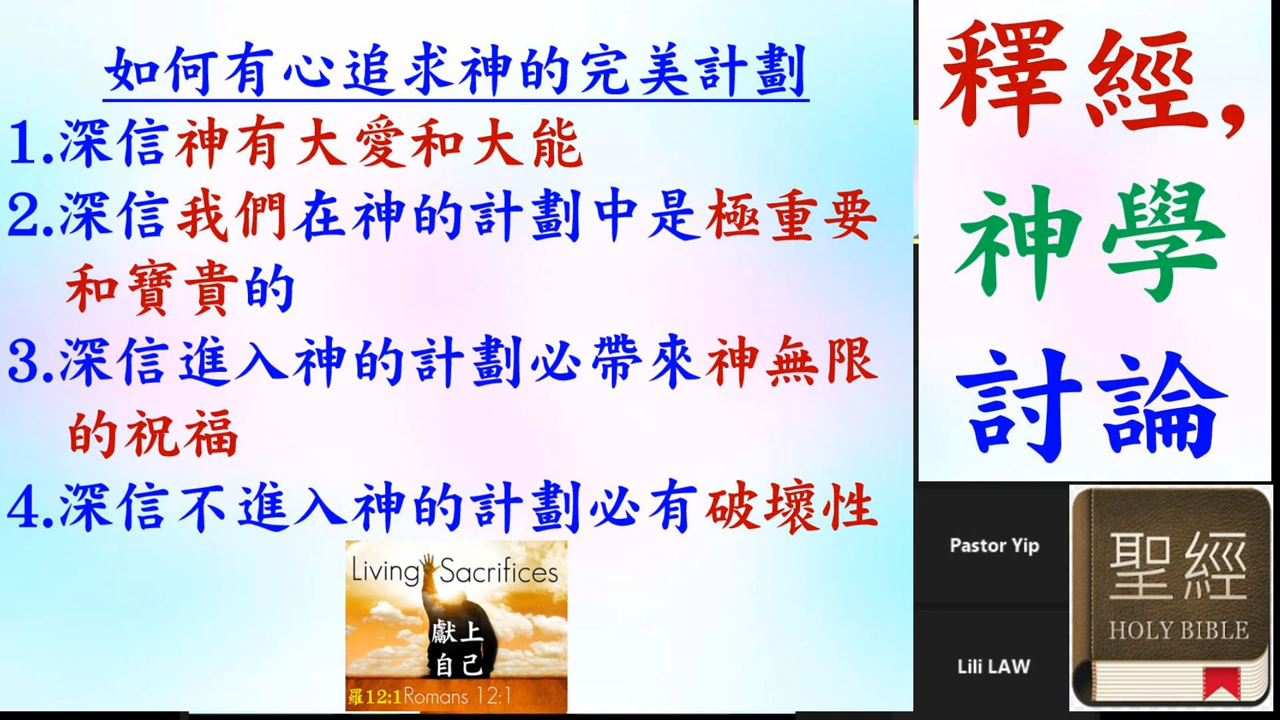 如何有心追求神的完美計劃
1.深信神有大愛和大能
2.深信我們在神的計劃中是極重要
和寶貴的
3.深信進入神的計劃必帶來神無限
的祝福
4.深信不進入神的計劃必有破壞性
Living Sacrifices
獻上
自己
羅12:1Romans 12:1
釋經,
神學
討論
Pastor Yip
Lili LAW
聖經
HOLY BIBLE